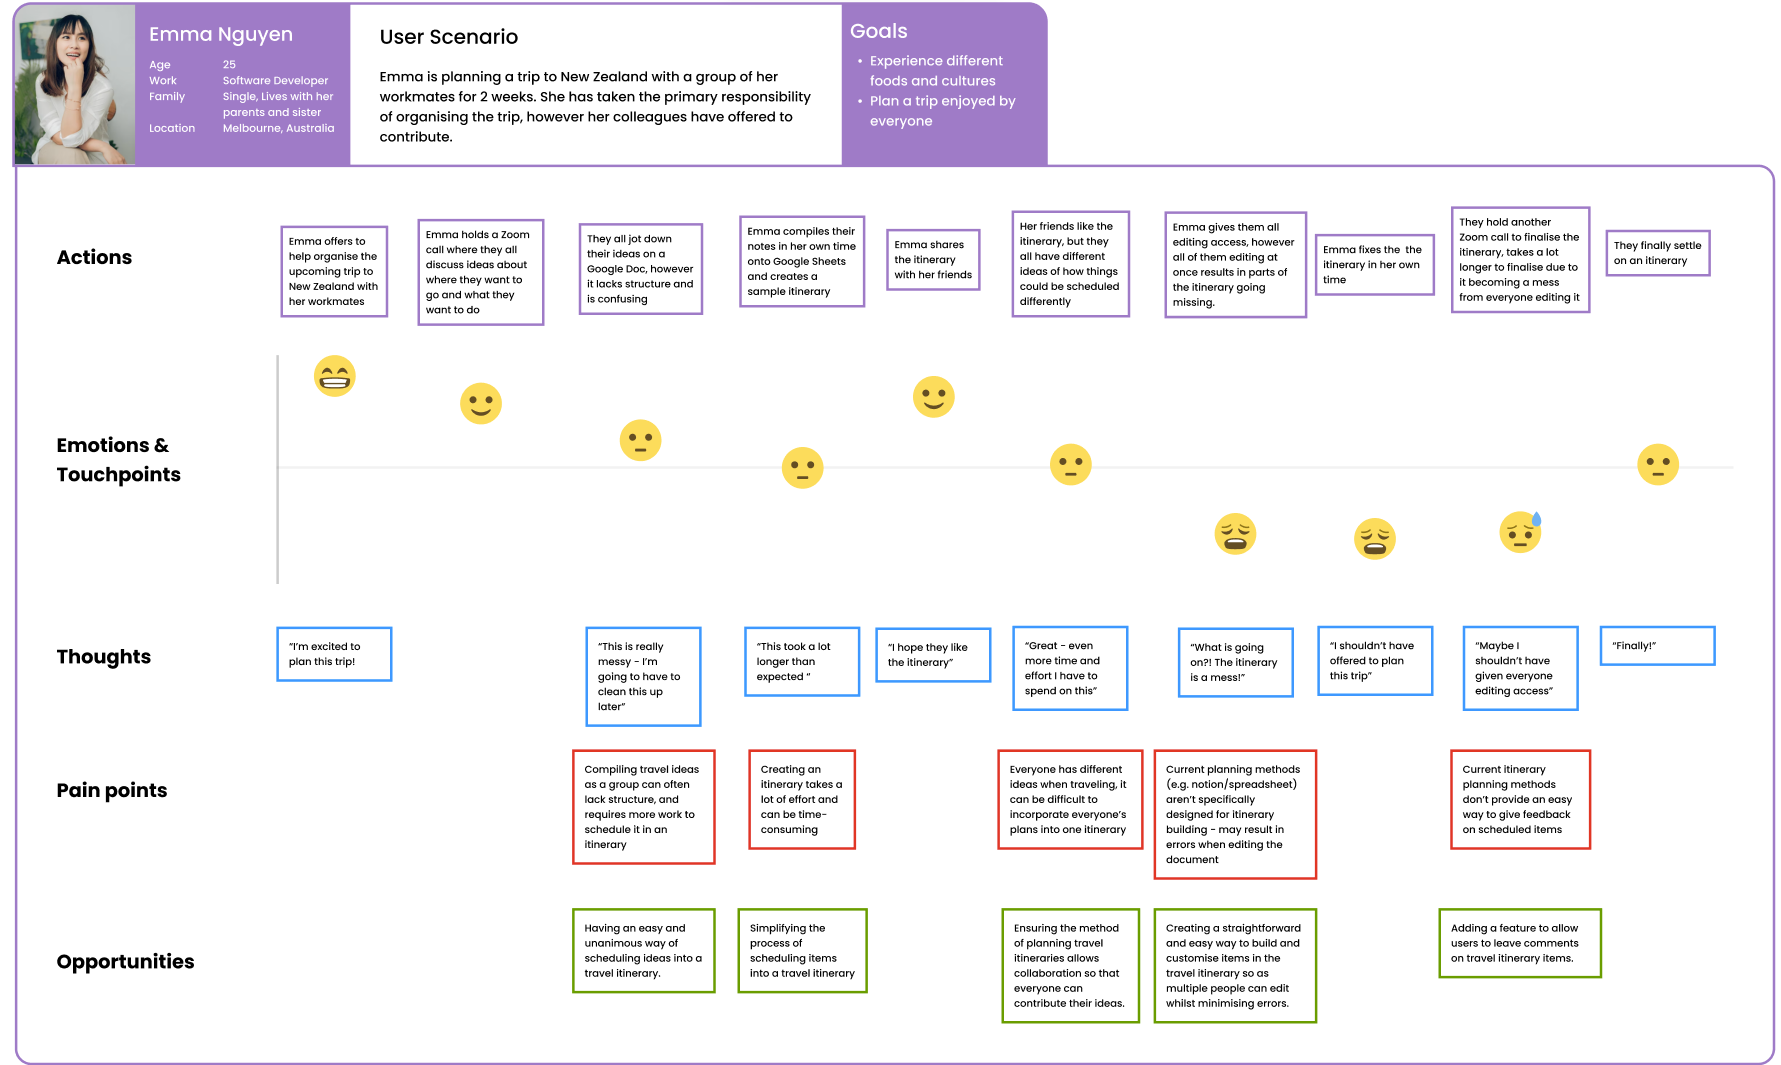 Emma Nguyen
Age 25
Work Software Developer
Family Single, Lives with her
parents and sister
Location Melbourne, Australia
User Scenario
Emma is planning a trip to New Zealand with a group of her
workmates for 2 weeks. She has taken the primary responsibility
of organising the trip, however her colleagues have offered to
contribute.
Goals
• Experience different
foods and cultures
• Plan a trip enjoyed by
everyone
Actions
Emma offers to
help organise the
upcoming trip to
New Zealand with
her workmates
Emma holds a Zoom
call where they all
discuss ideas about
where they want to
go and what they
want to do
They all jot down
their ideas on a
Google Doc, however
it lacks structure and
is confusing
Emma compiles their
notes in her own time
onto Google Sheets
and creates a
sample itinerary
Emma shares
the itinerary
with her friends
Her friends like the
itinerary, but they
all have different
ideas of how things
could be scheduled
differently
Emma gives them all
editing access, however
all of them editing at
once results in parts of
the itinerary going
missing.
Emma fixes the the
itinerary in her own
time
They hold another
Zoom call to finalise the
itinerary, takes a lot
longer to finalise due to
it becoming a mess
from everyone editing it
They finally settle
on an itinerary
Emotions &
Touchpoints
Thoughts
“I’m excited to
plan this trip!
“This is really
messy - I’m
going to have to
clean this up
later”
“This took a lot
longer than
expected “
“I hope they like
the itinerary”
“Great - even
more time and
effort I have to
spend on this”
“What is going
on?! The itinerary
is a mess!”
“I shouldn’t have
offered to plan
this trip”
“Maybe I
shouldn’t have
given everyone
editing access”
“Finally!”
Pain points
Compiling travel ideas
as a group can often
lack structure, and
requires more work to
schedule it in an
itinerary
Creating an
itinerary takes a
lot of effort and
can be time-
consuming
Everyone has different
ideas when traveling, it
can be difficult to
incorporate everyone’s
plans into one itinerary
Current planning methods
(e.g. notion/spreadsheet)
aren’t specifically
designed for itinerary
building - may result in
errors when editing the
document
Current itinerary
planning methods
don’t provide an easy
way to give feedback
on scheduled items
Opportunities
Having an easy and
unanimous way of
scheduling ideas into a
travel itinerary.
Simplifying the
process of
scheduling items
into a travel itinerary
Ensuring the method
of planning travel
itineraries allows
collaboration so that
everyone can
contribute their ideas.
Creating a straightforward
and easy way to build and
customise items in the
travel itinerary so as
multiple people can edit
whilst minimising errors.
Adding a feature to allow
users to leave comments
on travel itinerary items.